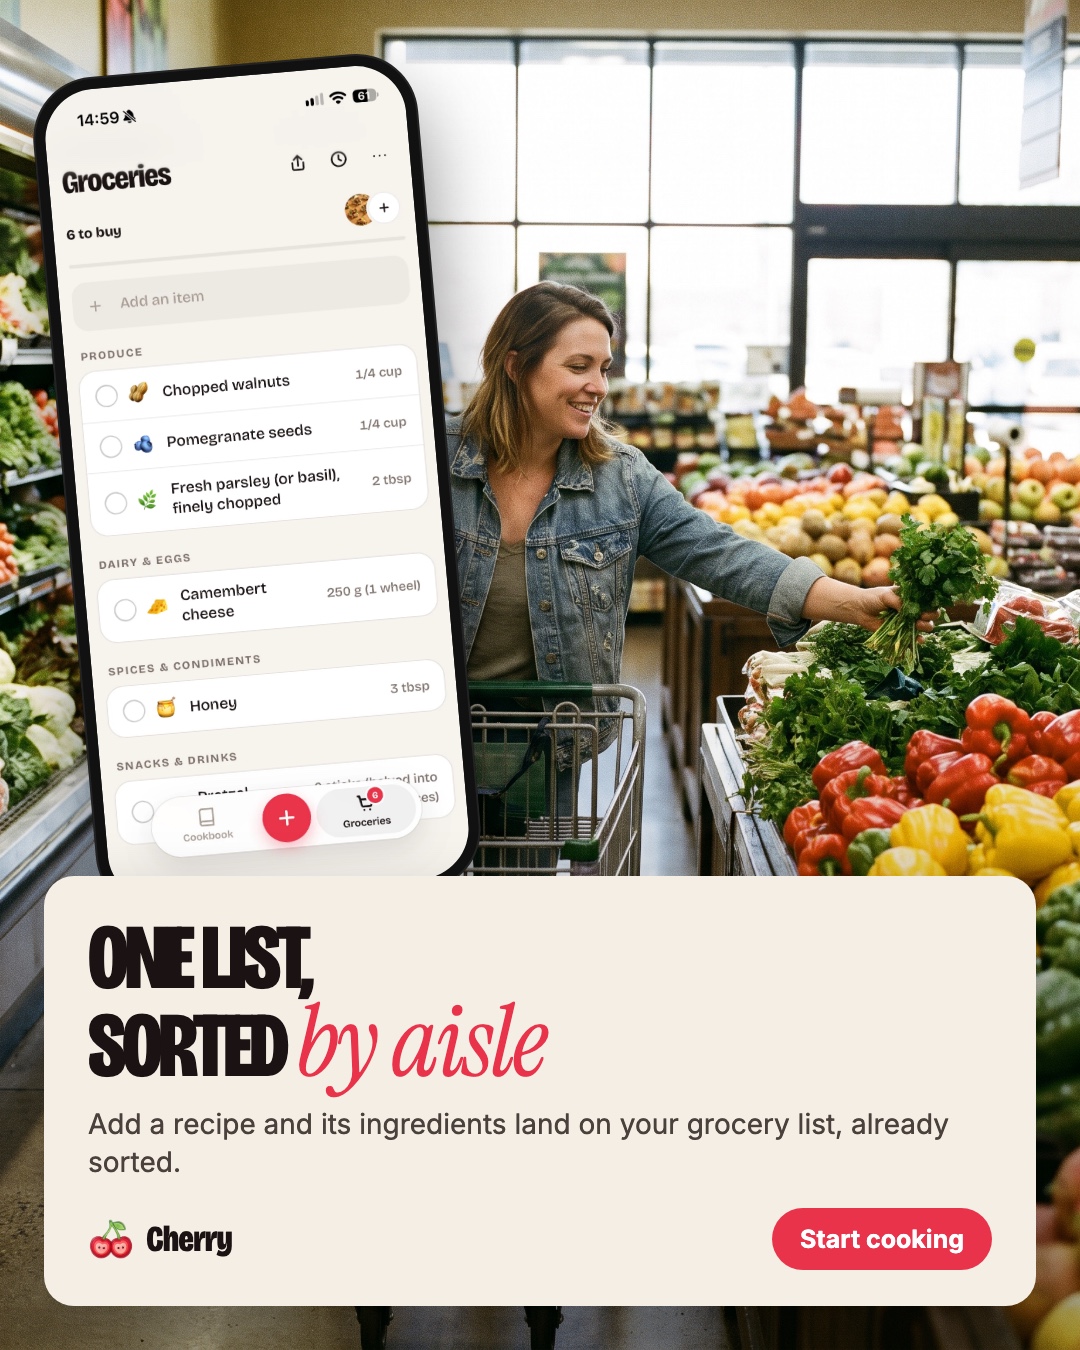 14:59
61
Groceries
6 to buy
+
+ Add an item
PRODUCE
Chopped walnuts 1/4 cup
Pomegranate seeds 1/4 cup
Fresh parsley (or basil), 2 tbsp
finely chopped
DAIRY & EGGS
Camembert 250 g (1 wheel)
cheese
SPICES & CONDIMENTS
Honey 3 tbsp
SNACKS & DRINKS
into
6
Cookbook + Groceries
ONE LIST,
SORTED by aisle
Add a recipe and its ingredients land on your grocery list, already
sorted.
Cherry Start cooking